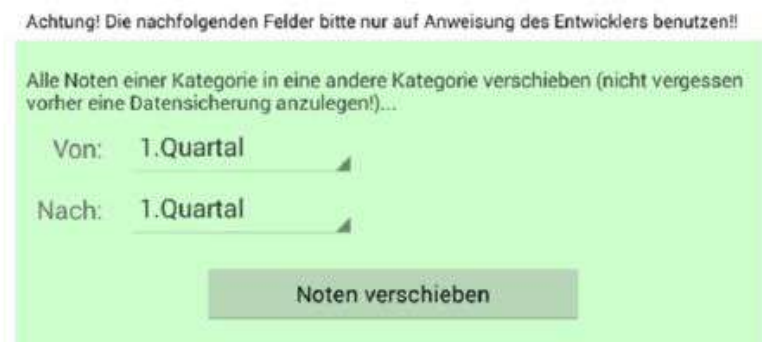 Achtung! Die nachfolgenden Felder bitte nur auf Anweisung des Entwicklers benutzen!!
Alle Noten einer Kategorie in eine andere Kategorie verschieben (nicht vergessen
vorher eine Datensicherung anzulegen!)...
Von: 1.Quartal
Nach: 1.Quartal
Noten verschieben